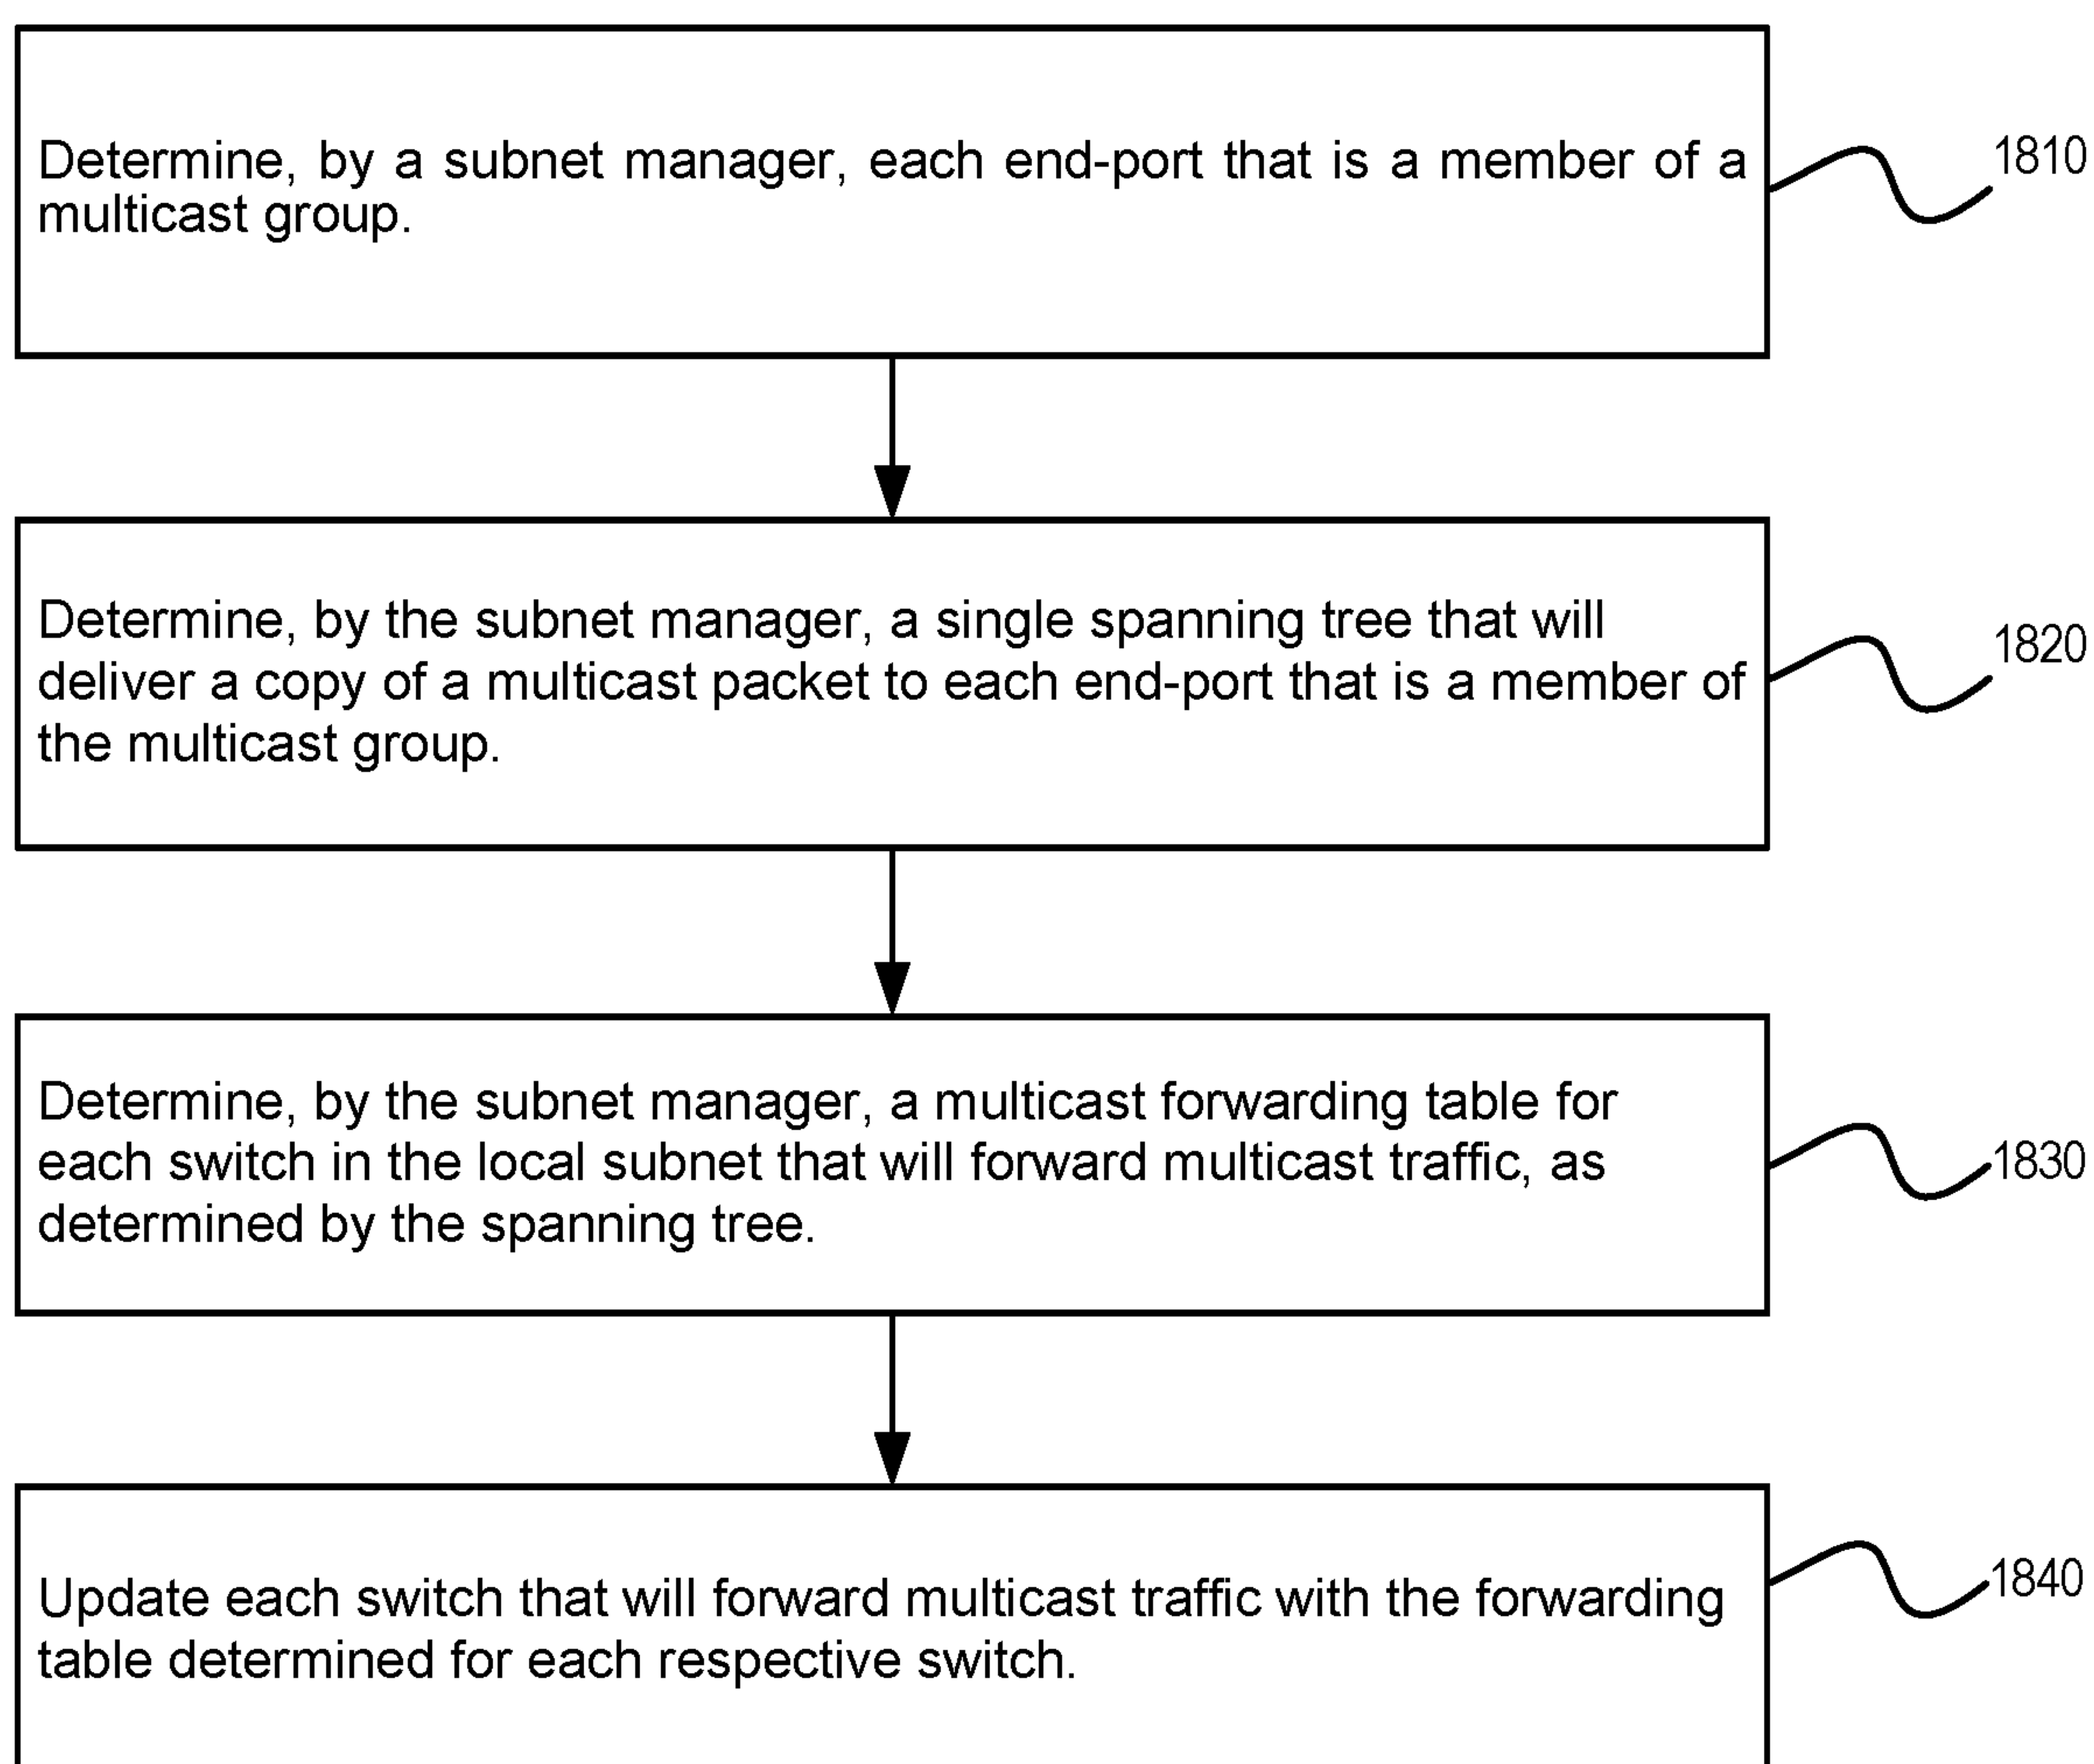 Determine, by a subnet manager, each end-port that is a member of a
multicast group.
1810
Determine, by the subnet manager, a single spanning tree that will
deliver a copy of a multicast packet to each end-port that is a member of
the multicast group.
1820
Determine, by the subnet manager, a multicast forwarding table for
each switch in the local subnet that will forward multicast traffic, as
determined by the spanning tree.
1830
Update each switch that will forward multicast traffic with the forwarding
table determined for each respective switch.
1840